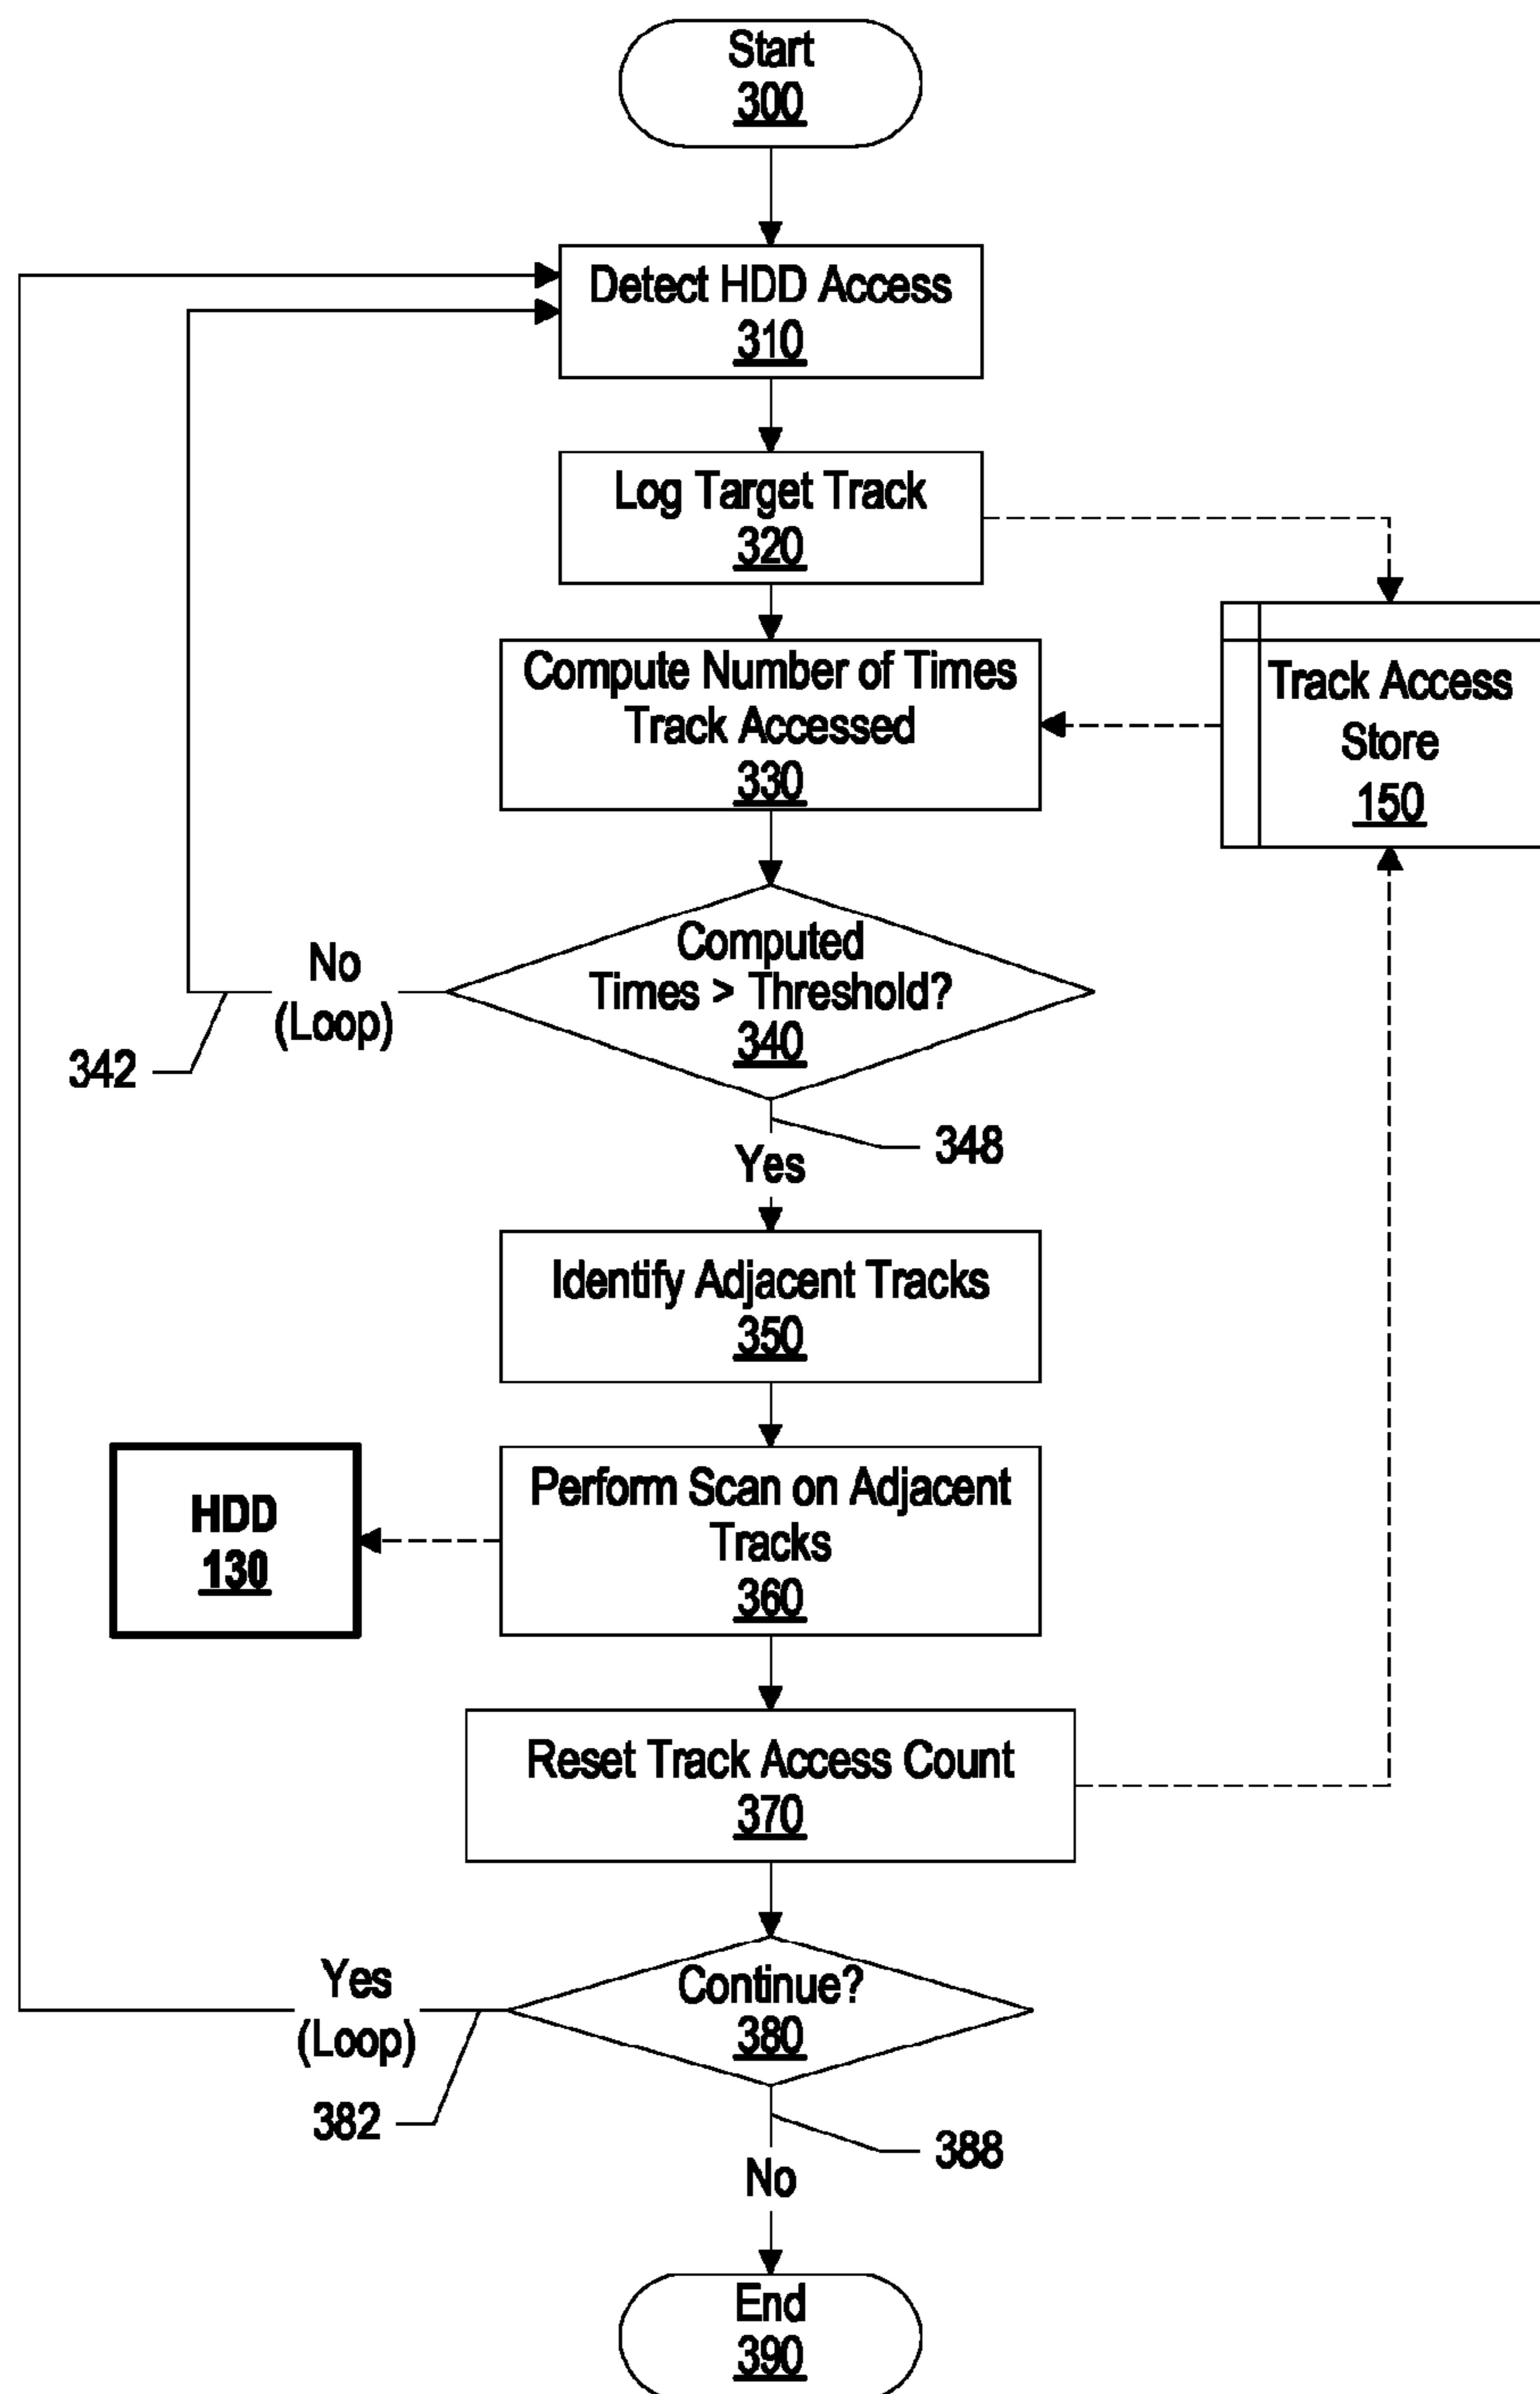 Start
300
Detect HDD Access
310
Log Target Track
320
Compute Number of Times
Track Accessed
330
Track Access
Store
150
Computed
Times > Threshold?
340
No
(Loop)
342
348
Yes
Identify Adjacent Tracks
350
Perform Scan on Adjacent
Tracks
360
HDD
130
Reset Track Access Count
370
Continue?
380
Yes
(Loop)
382
388
No
End
390